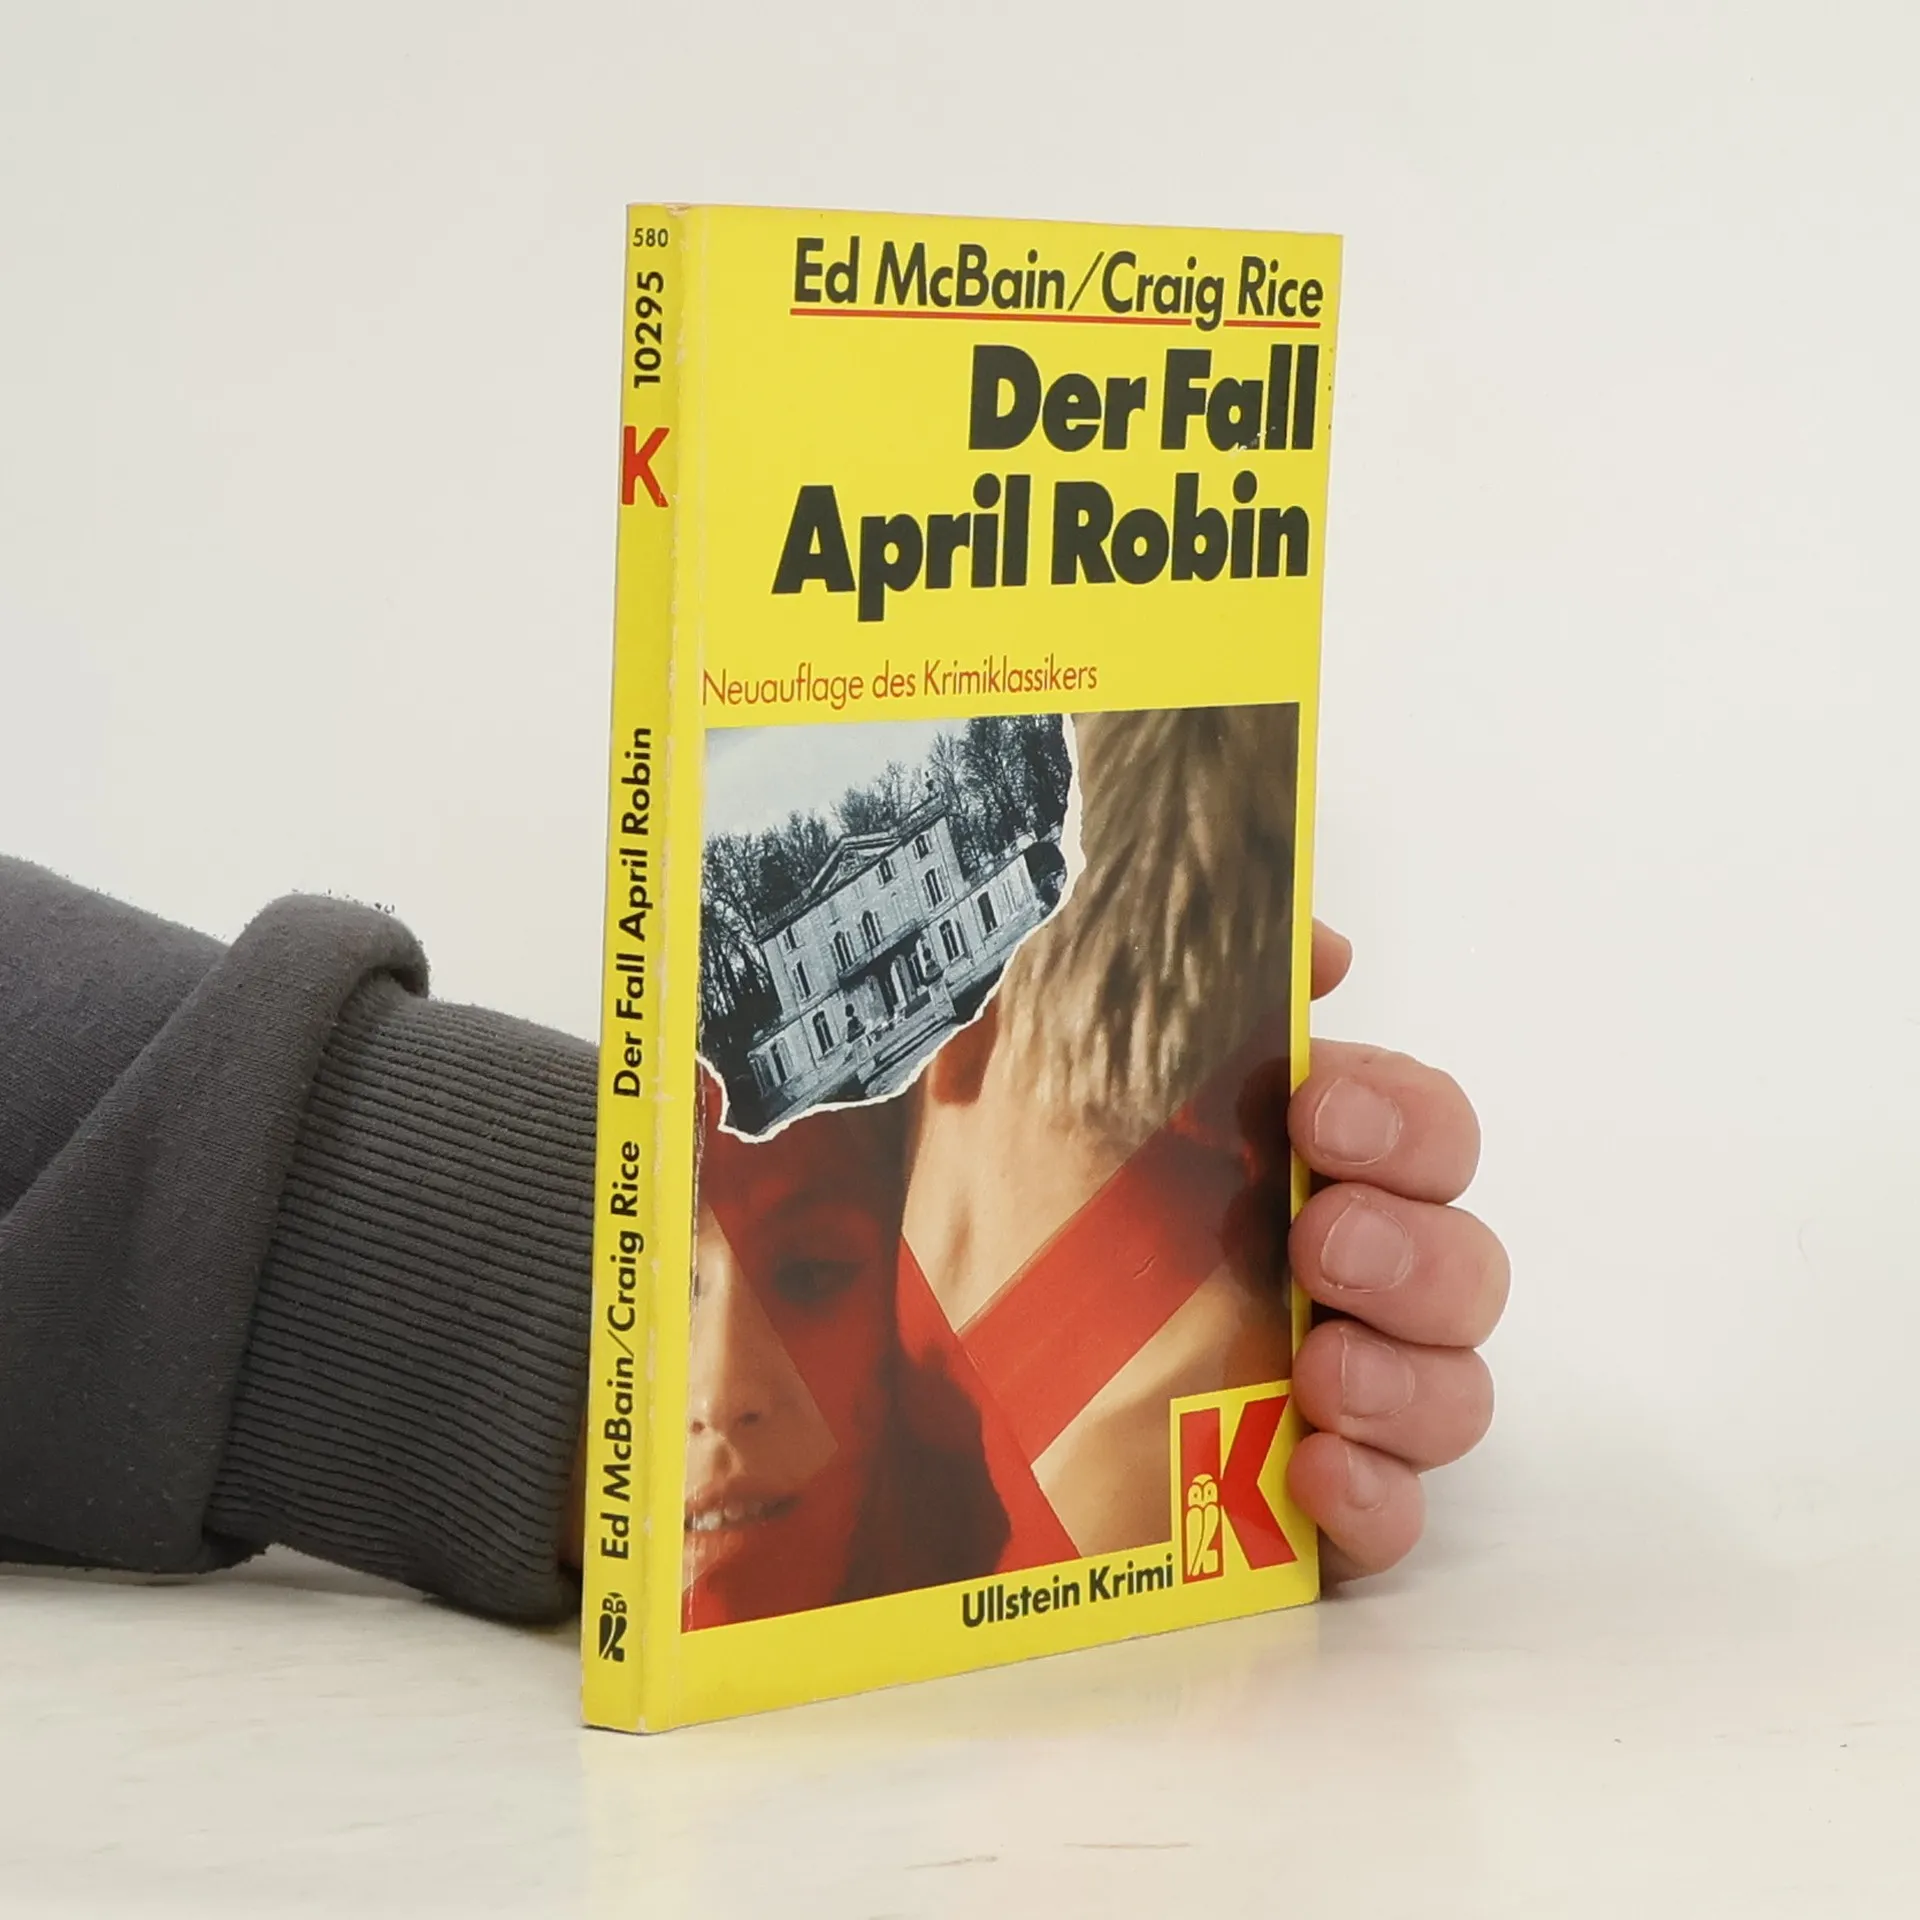 Ed McBain/Craig Rice
Der Fall
April Robin
Neuauflage des Krimiklassikers
Ullstein Krimi
K
580
10295
K
Ed McBain/Craig Rice Der Fall April Robin